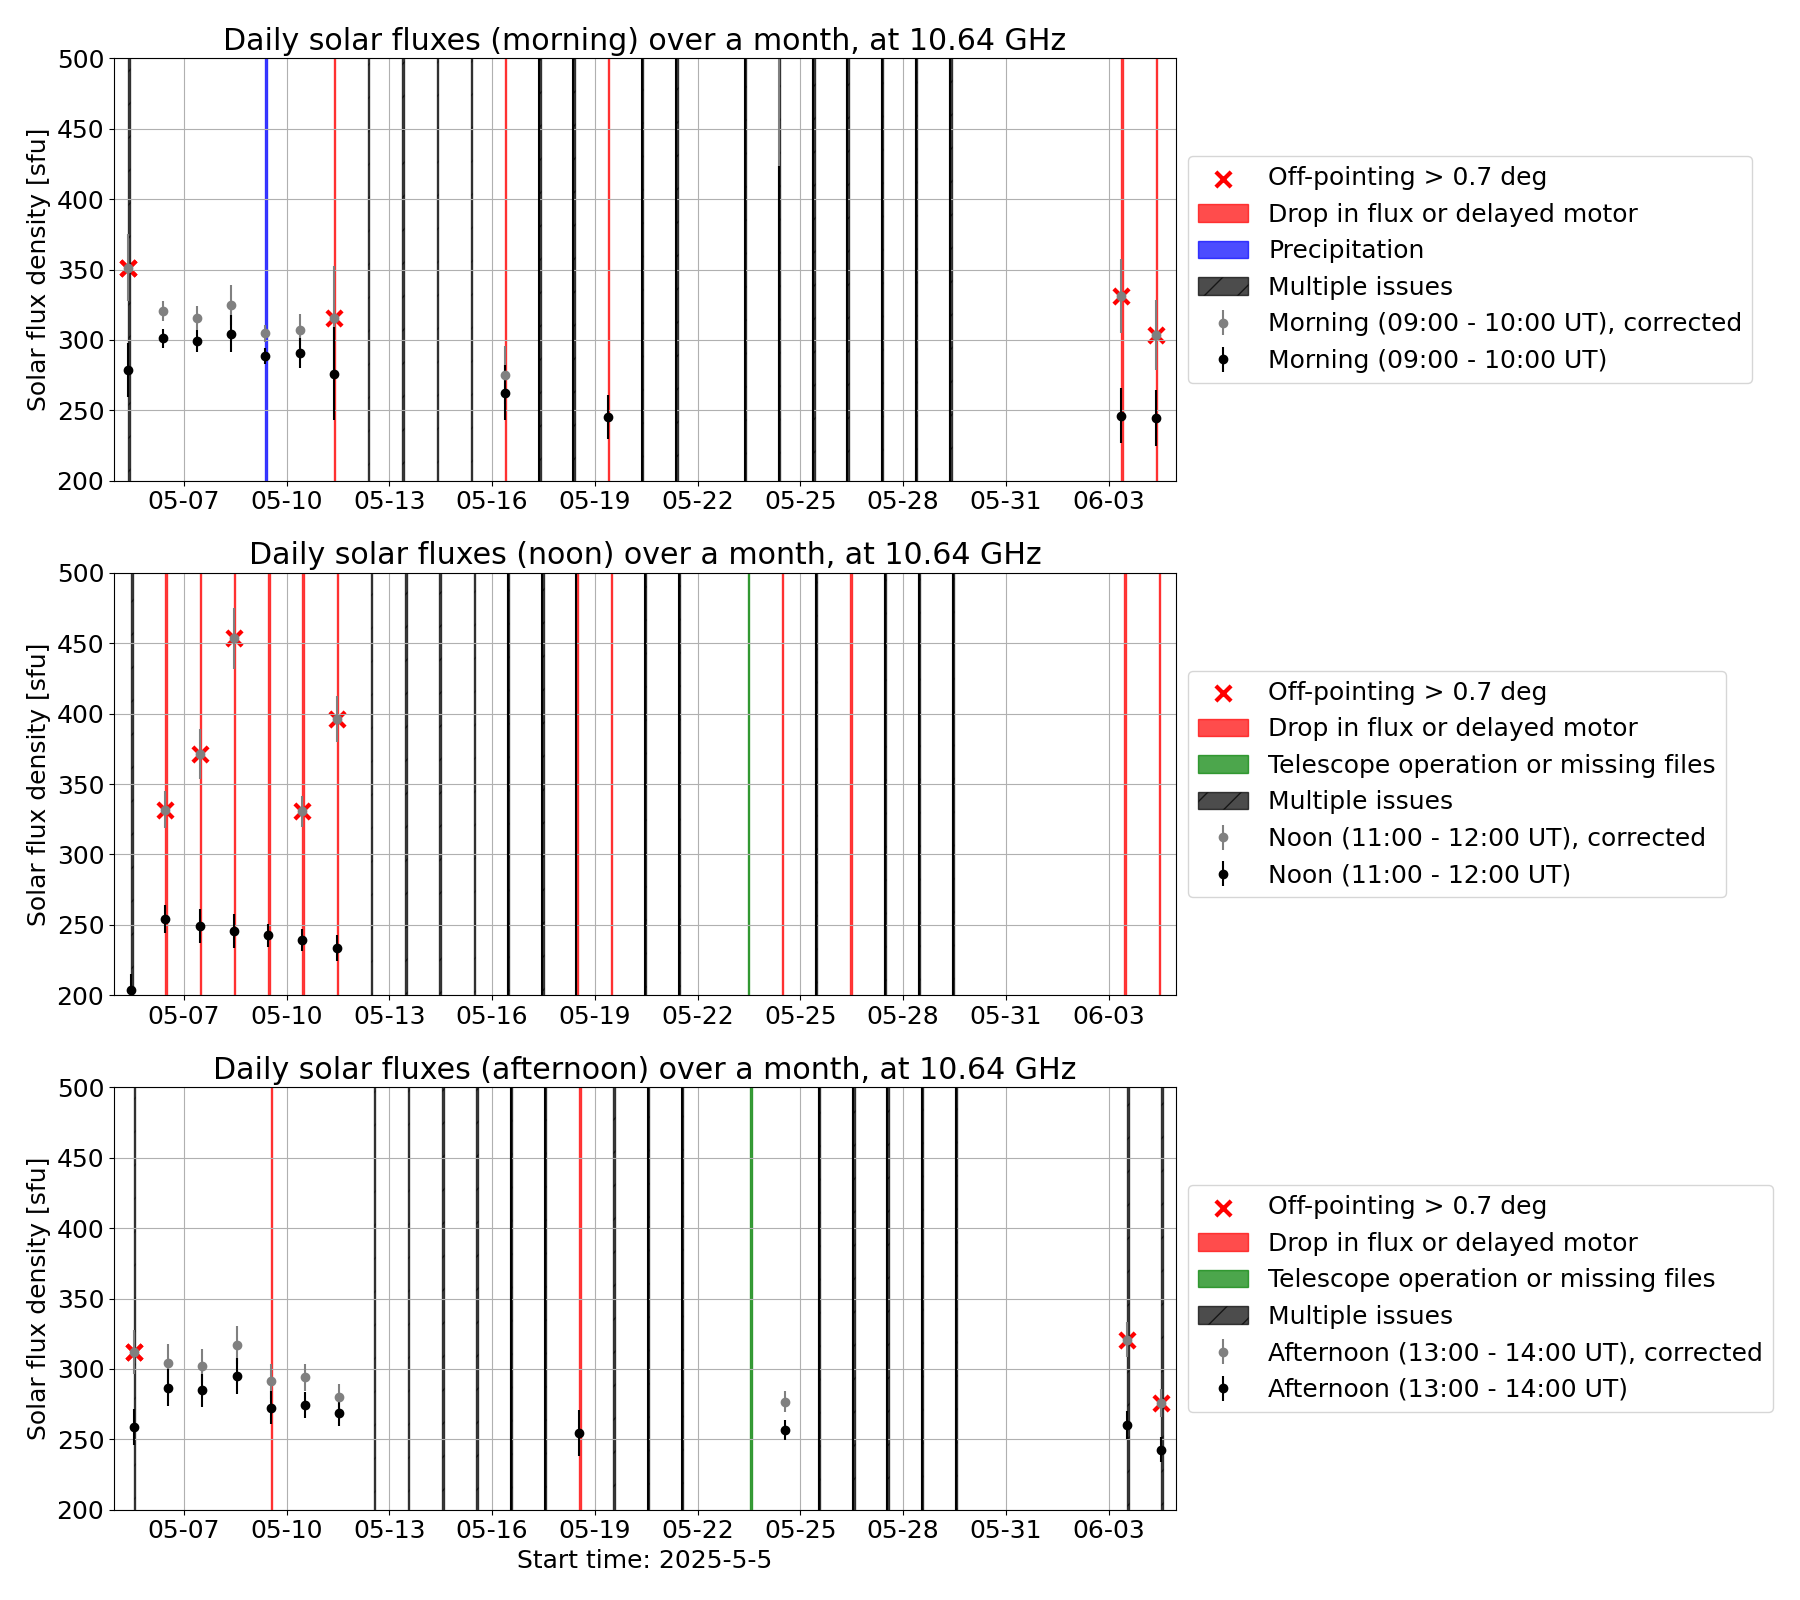 Daily solar fluxes (morning) over a month, at 10.64 GHz
500
450
400
350
300
250
200
Solar flux density [sfu]
05-07 05-10 05-13 05-16 05-19 05-22 05-25 05-28 05-31 06-03
Off-pointing > 0.7 deg
Drop in flux or delayed motor
Precipitation
Multiple issues
Morning (09:00 - 10:00 UT), corrected
Morning (09:00 - 10:00 UT)
Daily solar fluxes (noon) over a month, at 10.64 GHz
500
450
400
350
300
250
200
Solar flux density [sfu]
05-07 05-10 05-13 05-16 05-19 05-22 05-25 05-28 05-31 06-03
Off-pointing > 0.7 deg
Drop in flux or delayed motor
Telescope operation or missing files
Multiple issues
Noon (11:00 - 12:00 UT), corrected
Noon (11:00 - 12:00 UT)
Daily solar fluxes (afternoon) over a month, at 10.64 GHz
500
450
400
350
300
250
200
Solar flux density [sfu]
05-07 05-10 05-13 05-16 05-19 05-22 05-25 05-28 05-31 06-03
Start time: 2025-5-5
Off-pointing > 0.7 deg
Drop in flux or delayed motor
Telescope operation or missing files
Multiple issues
Afternoon (13:00 - 14:00 UT), corrected
Afternoon (13:00 - 14:00 UT)